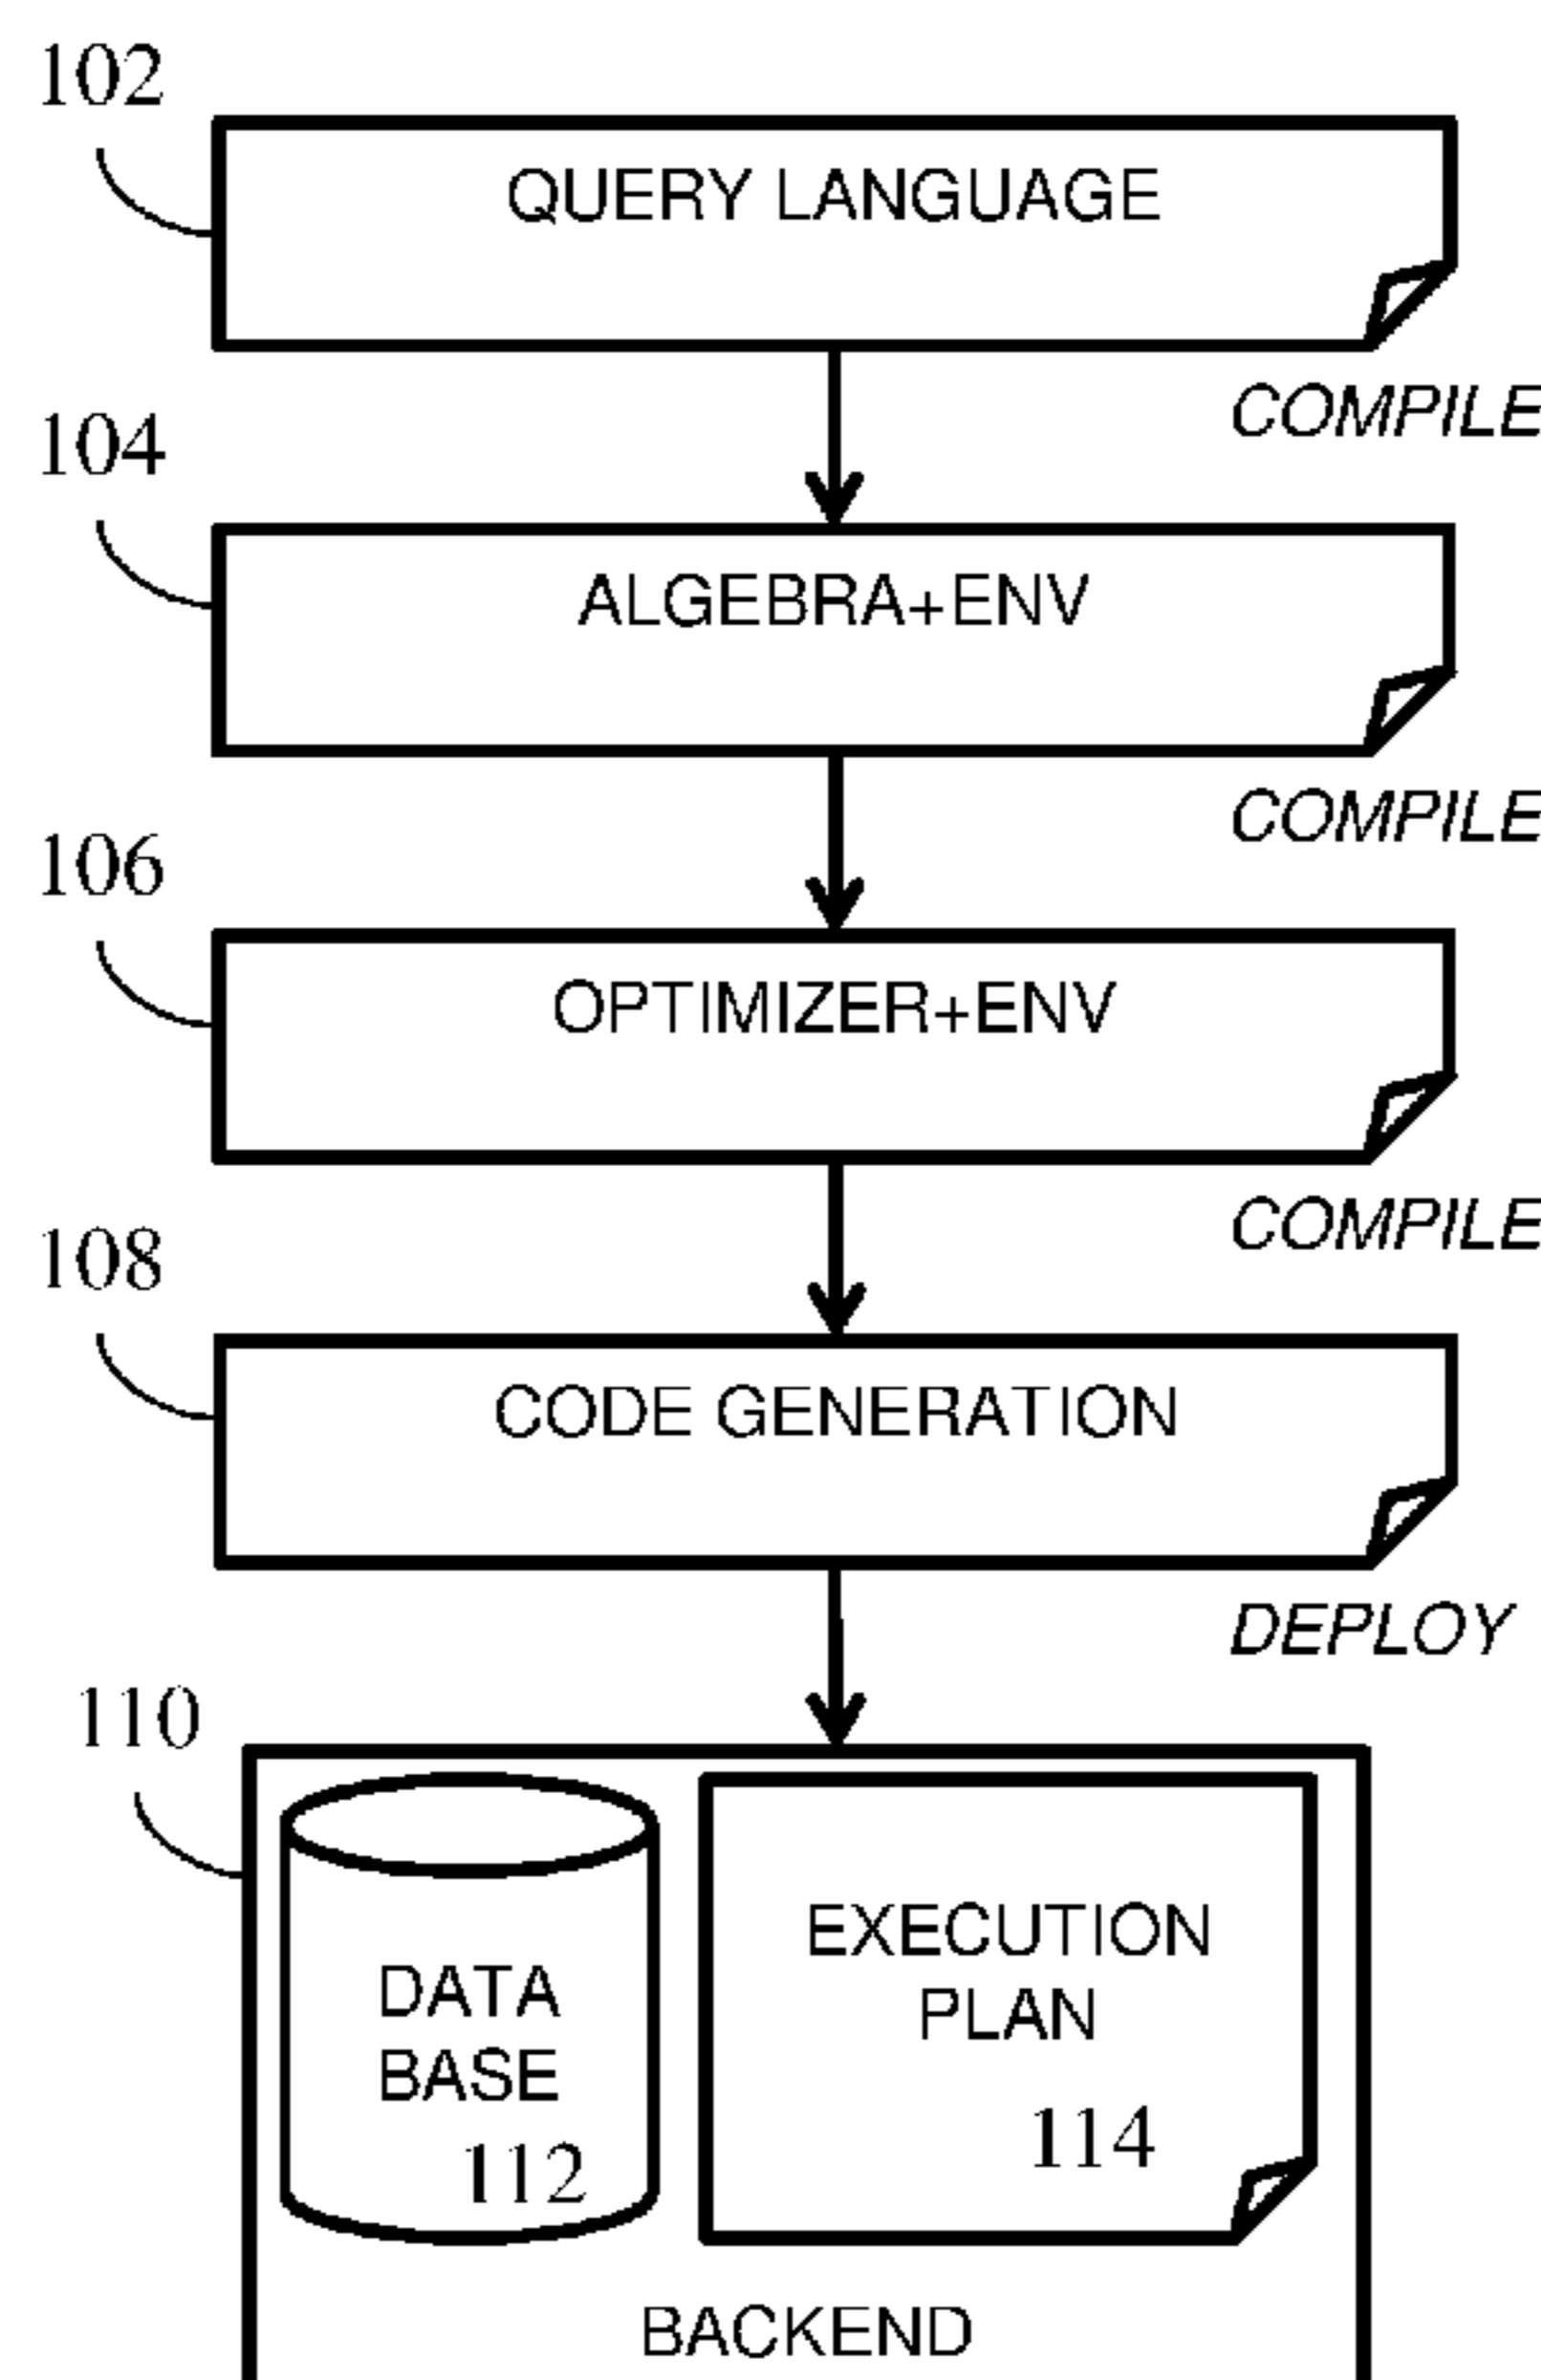 102
QUERY LANGUAGE
COMPILE
104
ALGEBRA+ENV
COMPILE
106
OPTIMIZER+ENV
COMPILE
108
CODE GENERATION
DEPLOY
110
DATA
BASE
112
EXECUTION
PLAN
114
BACKEND